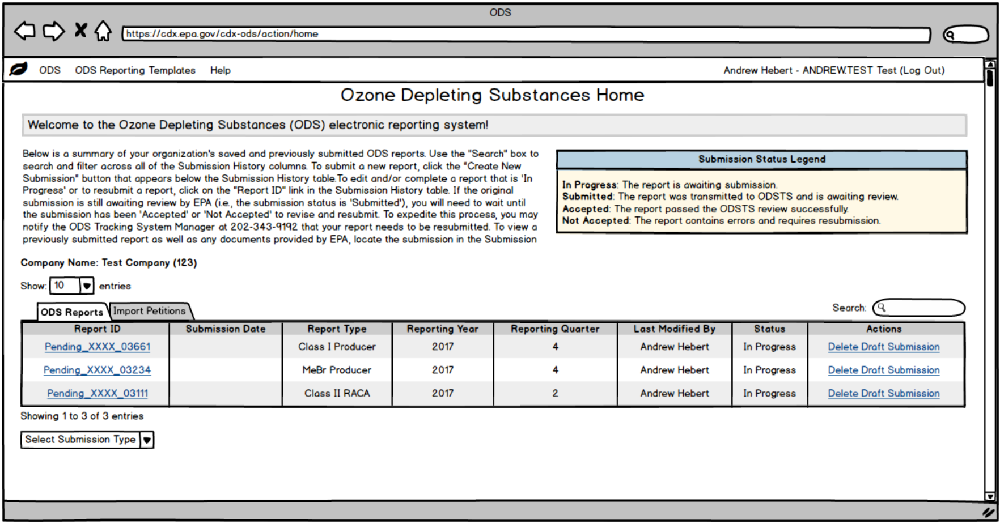 ODS
https://cdx.epa.gov/cdx-ods/action/home
ODS ODS Reporting Templates Help Andrew Hebert - ANDREW.TEST Test (Log Out)
Ozone Depleting Substances Home
Welcome to the Ozone Depleting Substances (ODS) electronic reporting system!
Below is a summary of your organization's saved and previously submitted ODS reports. Use the "Search" box to
search and filter across all of the Submission History columns. To submit a new report, click the "Create New
Submission" button that appears below the Submission History table.To edit and/or complete a report that is 'In
Progress' or to resubmit a report, click on the "Report ID" link in the Submission History table. If the original
submission is still awaiting review by EPA (i.e., the submission status is 'Submitted'), you will need to wait until
the submission has been 'Accepted' or 'Not Accepted' to revise and resubmit. To expedite this process, you may
notify the ODS Tracking System Manager at 202-343-9192 that your report needs to be resubmitted. To view a
previously submitted report as well as any documents provided by EPA, locate the submission in the Submission
Submission Status Legend
In Progress: The report is awaiting submission.
Submitted: The report was transmitted to ODSTS and is awaiting review.
Accepted: The report passed the ODSTS review successfully.
Not Accepted: The report contains errors and requires resubmission.
Company Name: Test Company (123)
Show: 10 entries
ODS Reports Import Petitions Search:
Report ID Submission Date Report Type Reporting Year Reporting Quarter Last Modified By Status Actions
Pending_XXXX_03661 Class I Producer 2017 4 Andrew Hebert In Progress Delete Draft Submission
Pending_XXXX_03234 MeBr Producer 2017 4 Andrew Hebert In Progress Delete Draft Submission
Pending_XXXX_03111 Class II RACA 2017 2 Andrew Hebert In Progress Delete Draft Submission
Showing 1 to 3 of 3 entries
Select Submission Type